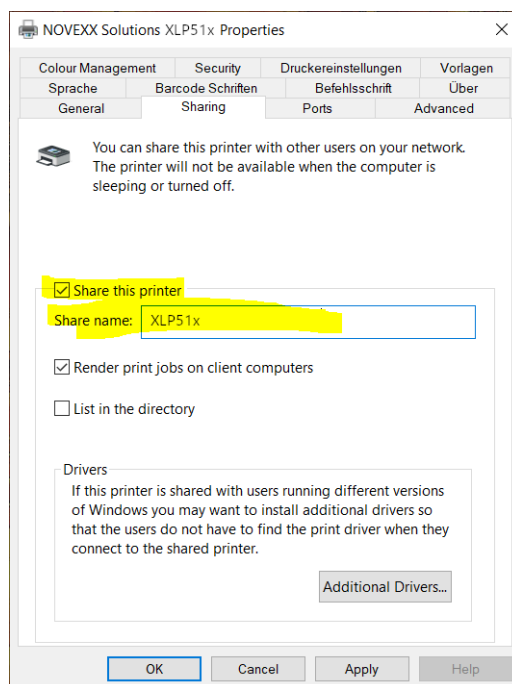 NOVEXX Solutions XLP51x Properties
Colour Management Security Druckereinstellungen Vorlagen
Sprache Barcode Schriften Befehlsschrift Über
General Sharing Ports Advanced
You can share this printer with other users on your network.
The printer will not be available when the computer is
sleeping or turned off.
Share this printer
Share name: XLP51x
Render print jobs on client computers
List in the directory
Drivers
If this printer is shared with users running different versions
of Windows you may want to install additional drivers so
that the users do not have to find the print driver when they
connect to the shared printer.
Additional Drivers...
OK Cancel Apply Help